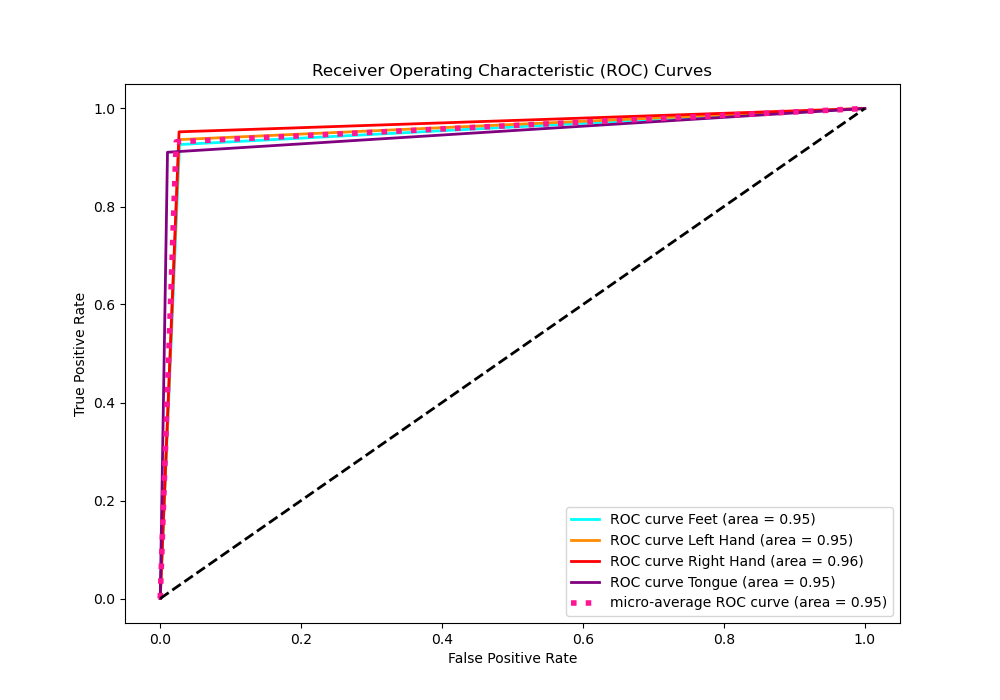 Receiver Operating Characteristic (ROC) Curves
1.0
0.8
0.6
0.4
0.2
0.0
True Positive Rate
0.0 0.2 0.4 0.6 0.8 1.0
False Positive Rate
ROC curve Feet (area = 0.95)
ROC curve Left Hand (area = 0.95)
ROC curve Right Hand (area = 0.96)
ROC curve Tongue (area = 0.95)
micro-average ROC curve (area = 0.95)